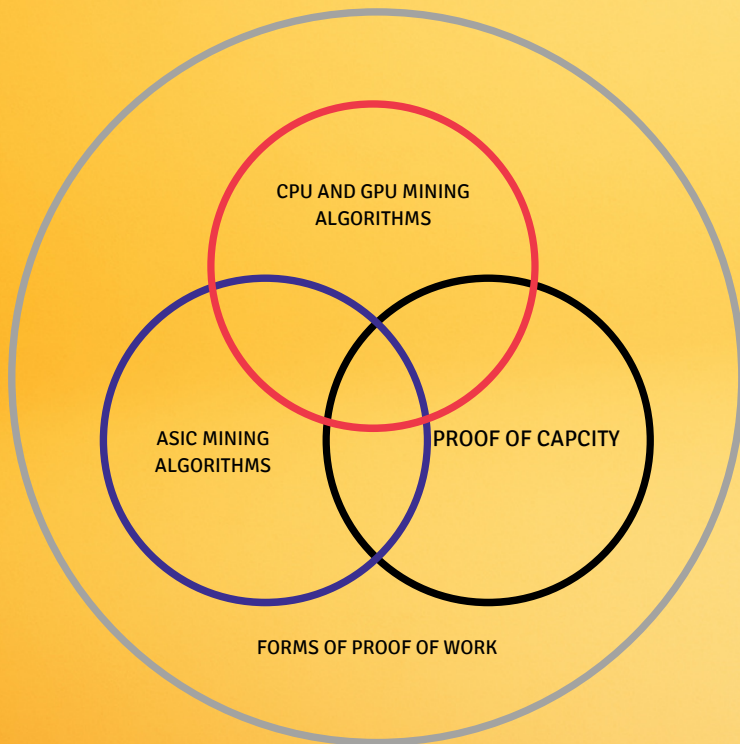 CPU AND GPU MINING
ALGORITHMS
ASIC MINING
ALGORITHMS
PROOF OF CAPCITY
FORMS OF PROOF OF WORK